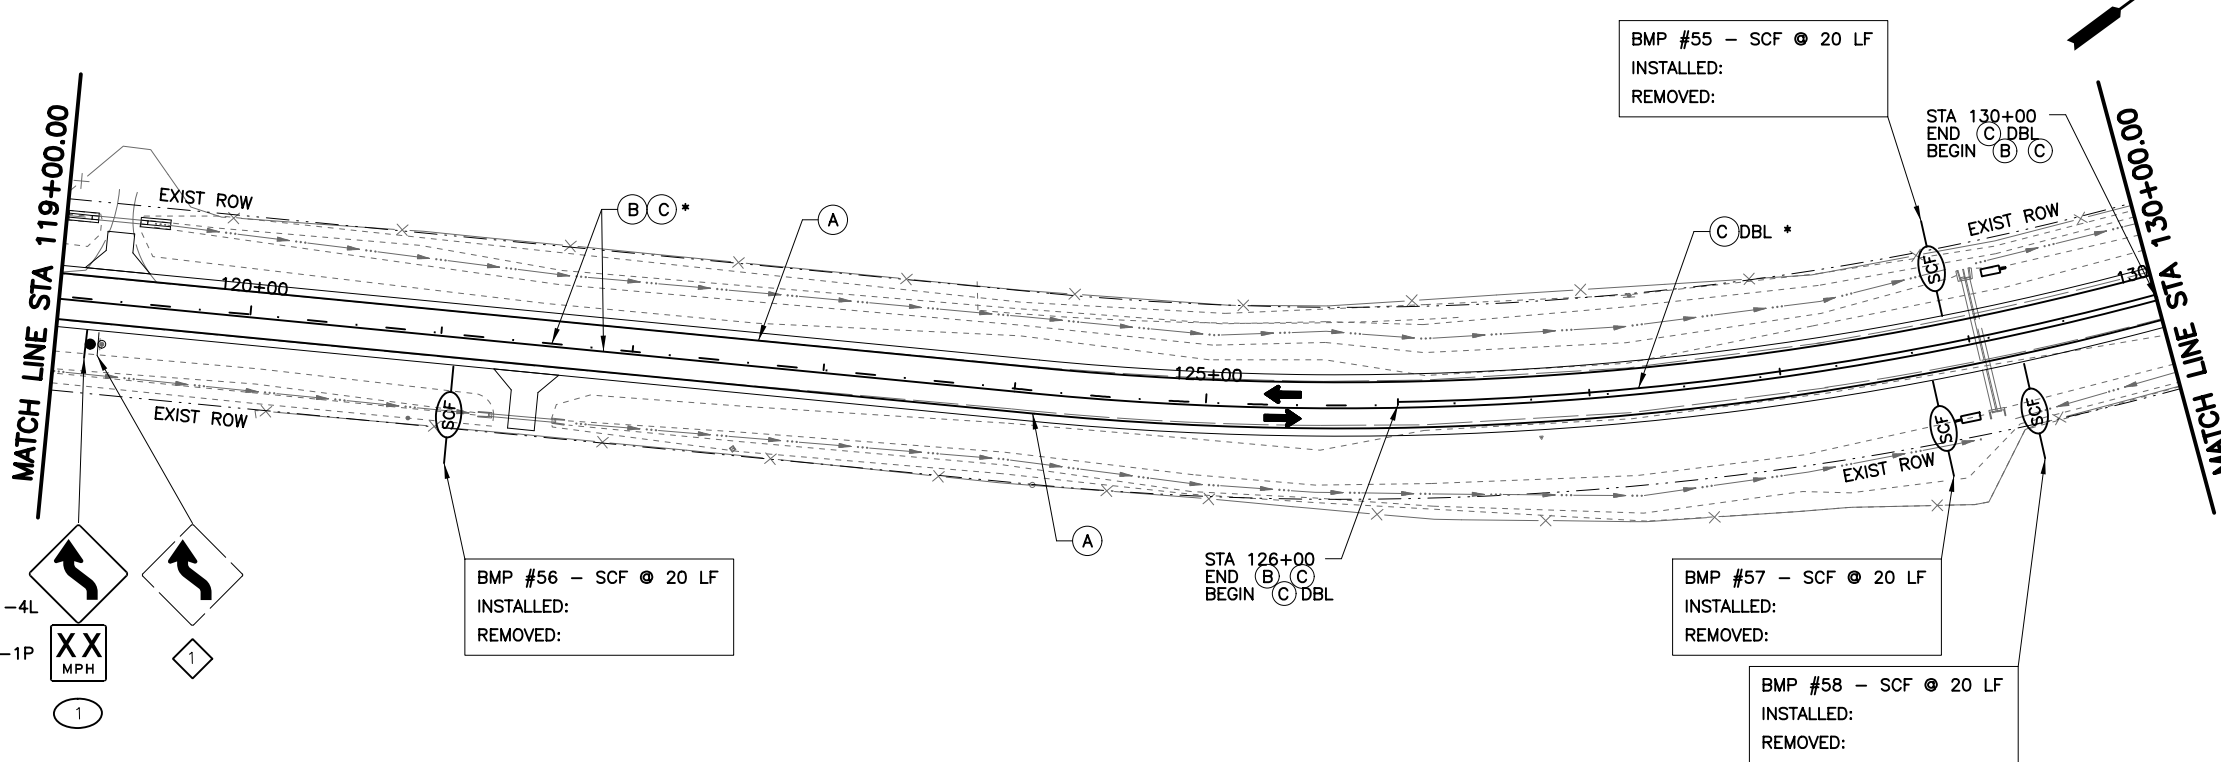 BMP #55 - SCF @ 20 LF
INSTALLED:
REMOVED:
STA 130+00
END C DBL
BEGIN B C
MATCH LINE STA 119+00.00
MATCH LINE STA 130+00.00
EXIST ROW
B C *
A
C DBL *
EXIST ROW
SCF
120+00
130
125+00
EXIST ROW
SCF
SCF
SCF
EXIST ROW
A
STA 126+00
END B C
BEGIN C DBL
BMP #56 - SCF @ 20 LF
INSTALLED:
REMOVED:
BMP #57 - SCF @ 20 LF
INSTALLED:
REMOVED:
-4L
-1P
XX
MPH
1
1
BMP #58 - SCF @ 20 LF
INSTALLED:
REMOVED: